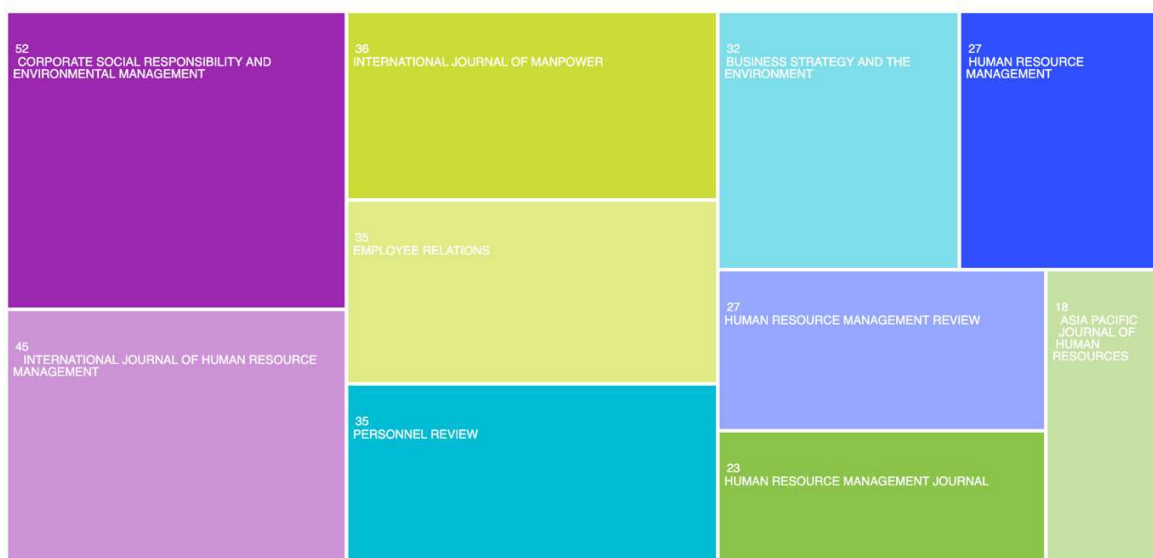 52
CORPORATE SOCIAL RESPONSIBILITY AND
ENVIRONMENTAL MANAGEMENT
45
INTERNATIONAL JOURNAL OF HUMAN RESOURCE
MANAGEMENT
36
INTERNATIONAL JOURNAL OF MANPOWER
35
EMPLOYEE RELATIONS
35
PERSONNEL REVIEW
32
BUSINESS STRATEGY AND THE
ENVIRONMENT
27
HUMAN RESOURCE
MANAGEMENT
27
HUMAN RESOURCE MANAGEMENT REVIEW
23
HUMAN RESOURCE MANAGEMENT JOURNAL
18
ASIA PACIFIC
JOURNAL OF
HUMAN
RESOURCES